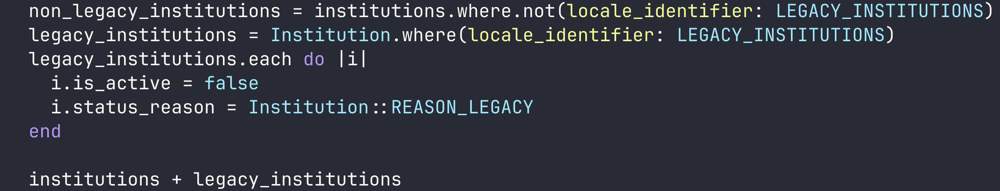 non_legacy_institutions = institutions.where.not(locale_identifier: LEGACY_INSTITUTIONS)
legacy_institutions = Institution.where(locale_identifier: LEGACY_INSTITUTIONS)
legacy_institutions.each do |i|
  i.is_active = false
  i.status_reason = Institution::REASON_LEGACY
end

institutions + legacy_institutions